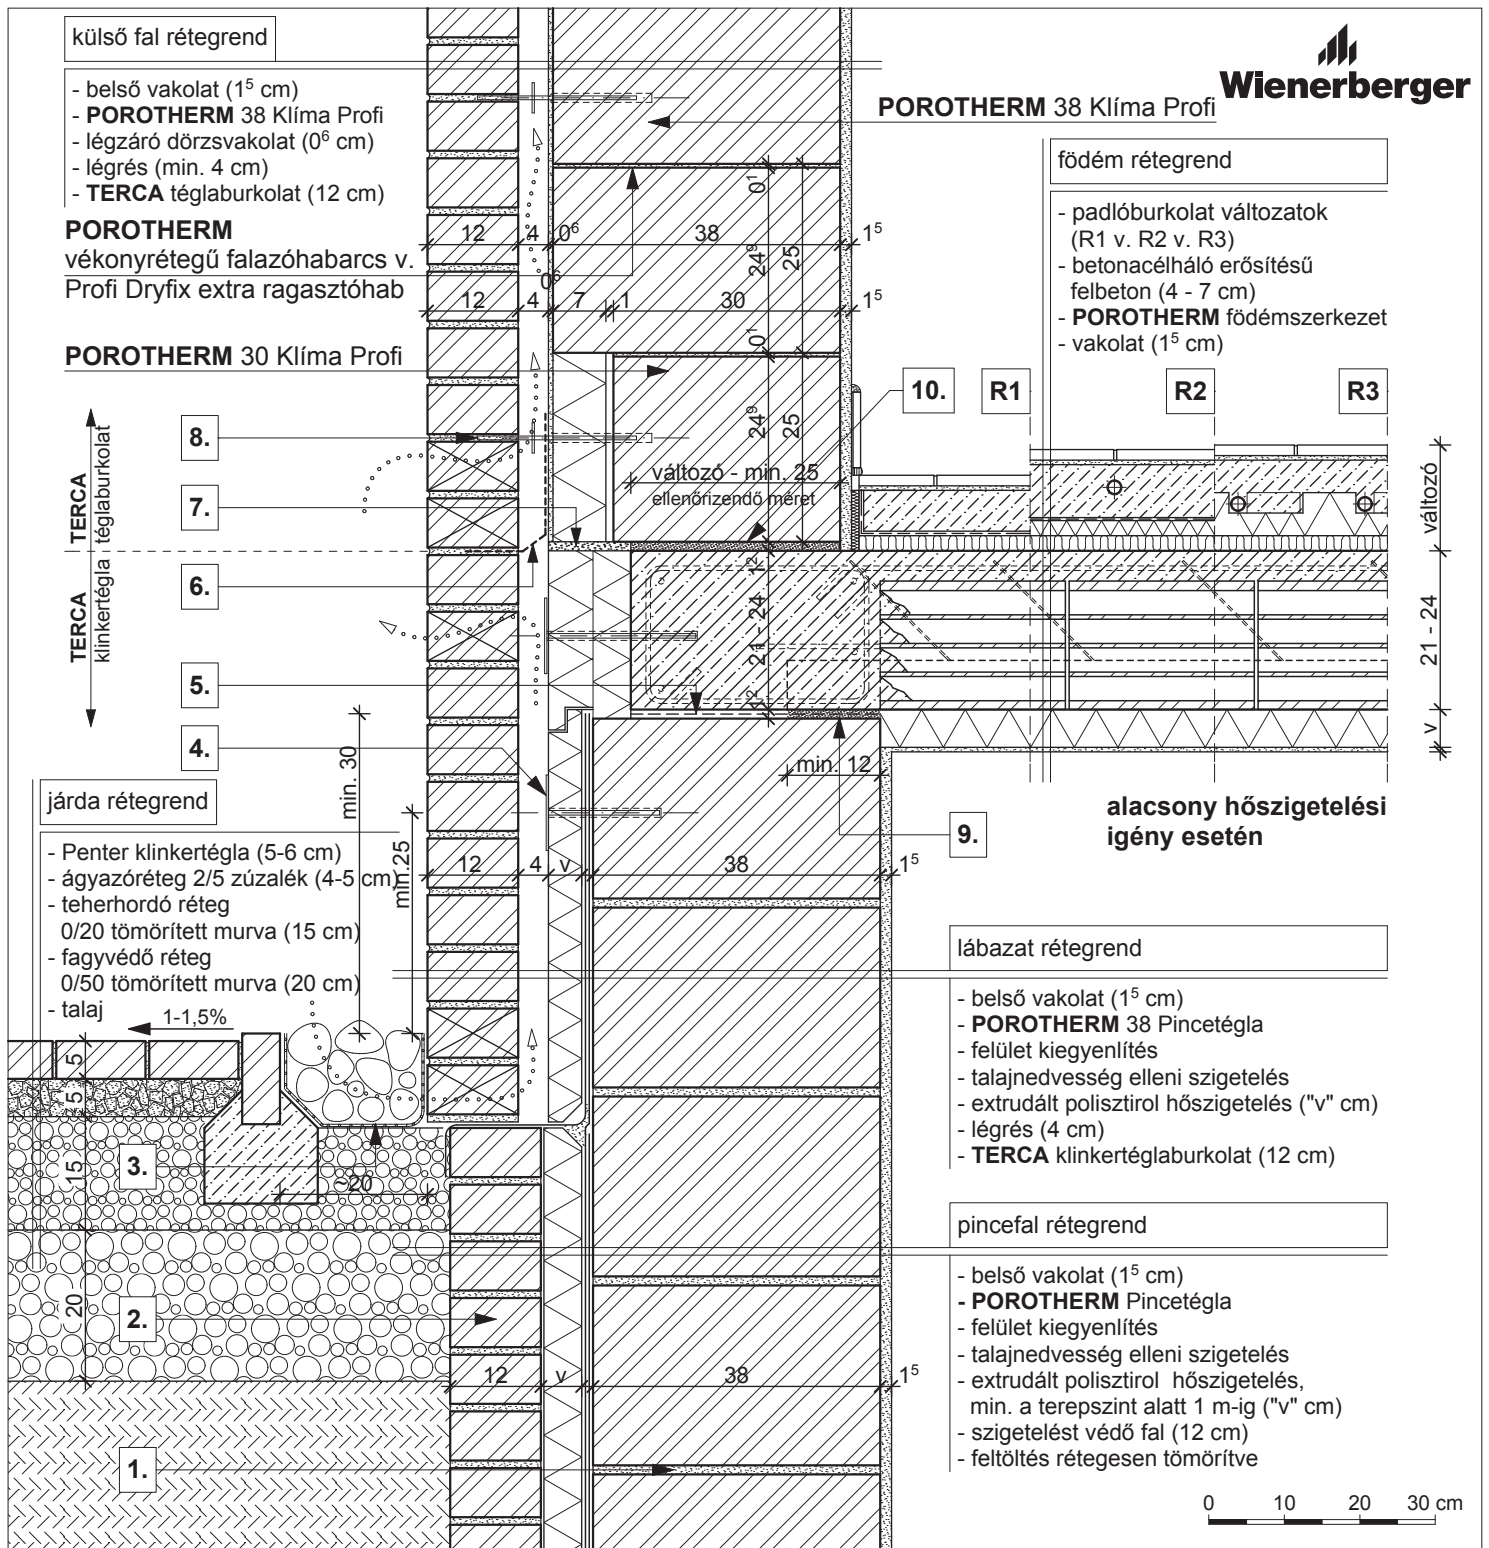 külső fal rétegrend
- belső vakolat (1⁵ cm)
- POROTHERM 38 Klíma Profi
- légzáró dörzsvakolat (0⁶ cm)
- légrés (min. 4 cm)
- TERCA téglaburkolat (12 cm)
POROTHERM
vékonyrétegű falazóhabarcs v.
Profi Dryfix extra ragasztóhab
POROTHERM 30 Klíma Profi
Wienerberger
POROTHERM 38 Klíma Profi
födém rétegrend
- padlóburkolat változatok
(R1 v. R2 v. R3)
- betonacélháló erősítésű
felbeton (4 - 7 cm)
- POROTHERM födémszerkezet
- vakolat (1⁵ cm)
12 4 0⁶ 38 1⁵
0⁶
12 4 7 1 30 1⁵
0¹
24⁹
25
0¹
24⁹
25
10.
R1
R2
R3
TERCA
téglaburkolat
TERCA
klinkertégla
8.
7.
6.
5.
4.
változó - min. 25
ellenőrizendő méret
1²
21 - 24
1²
változó
21 - 24
v
min. 30
min.25
min. 12
9.
alacsony hőszigetelési
igény esetén
járda rétegrend
- Penter klinkertégla (5-6 cm)
- ágyazóréteg 2/5 zúzalék (4-5 cm)
- teherhordó réteg
0/20 tömörített murva (15 cm)
- fagyvédő réteg
0/50 tömörített murva (20 cm)
- talaj
1-1,5%
12 4 v 38 1⁵
lábazat rétegrend
- belső vakolat (1⁵ cm)
- POROTHERM 38 Pincetégla
- felület kiegyenlítés
- talajnedvesség elleni szigetelés
- extrudált polisztirol hőszigetelés ("v" cm)
- légrés (4 cm)
- TERCA klinkertéglaburkolat (12 cm)
5
5
15
20
3.
~20
2.
1.
12 v 38 1⁵
pincefal rétegrend
- belső vakolat (1⁵ cm)
- POROTHERM Pincetégla
- felület kiegyenlítés
- talajnedvesség elleni szigetelés
- extrudált polisztirol hőszigetelés,
min. a terepszint alatt 1 m-ig ("v" cm)
- szigetelést védő fal (12 cm)
- feltöltés rétegesen tömörítve
0 10 20 30 cm